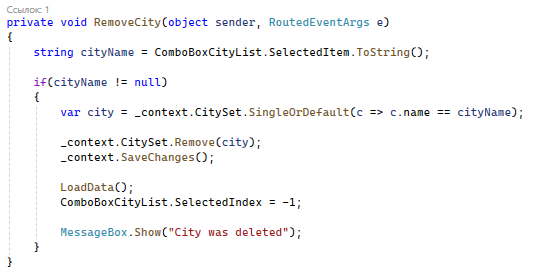 Ссылок: 1
private void RemoveCity(object sender, RoutedEventArgs e)
{
    string cityName = ComboBoxCityList.SelectedItem.ToString();

    if(cityName != null)
    {
        var city = _context.CitySet.SingleOrDefault(c => c.name == cityName);

        _context.CitySet.Remove(city);
        _context.SaveChanges();

        LoadData();
        ComboBoxCityList.SelectedIndex = -1;

        MessageBox.Show("City was deleted");
    }
}